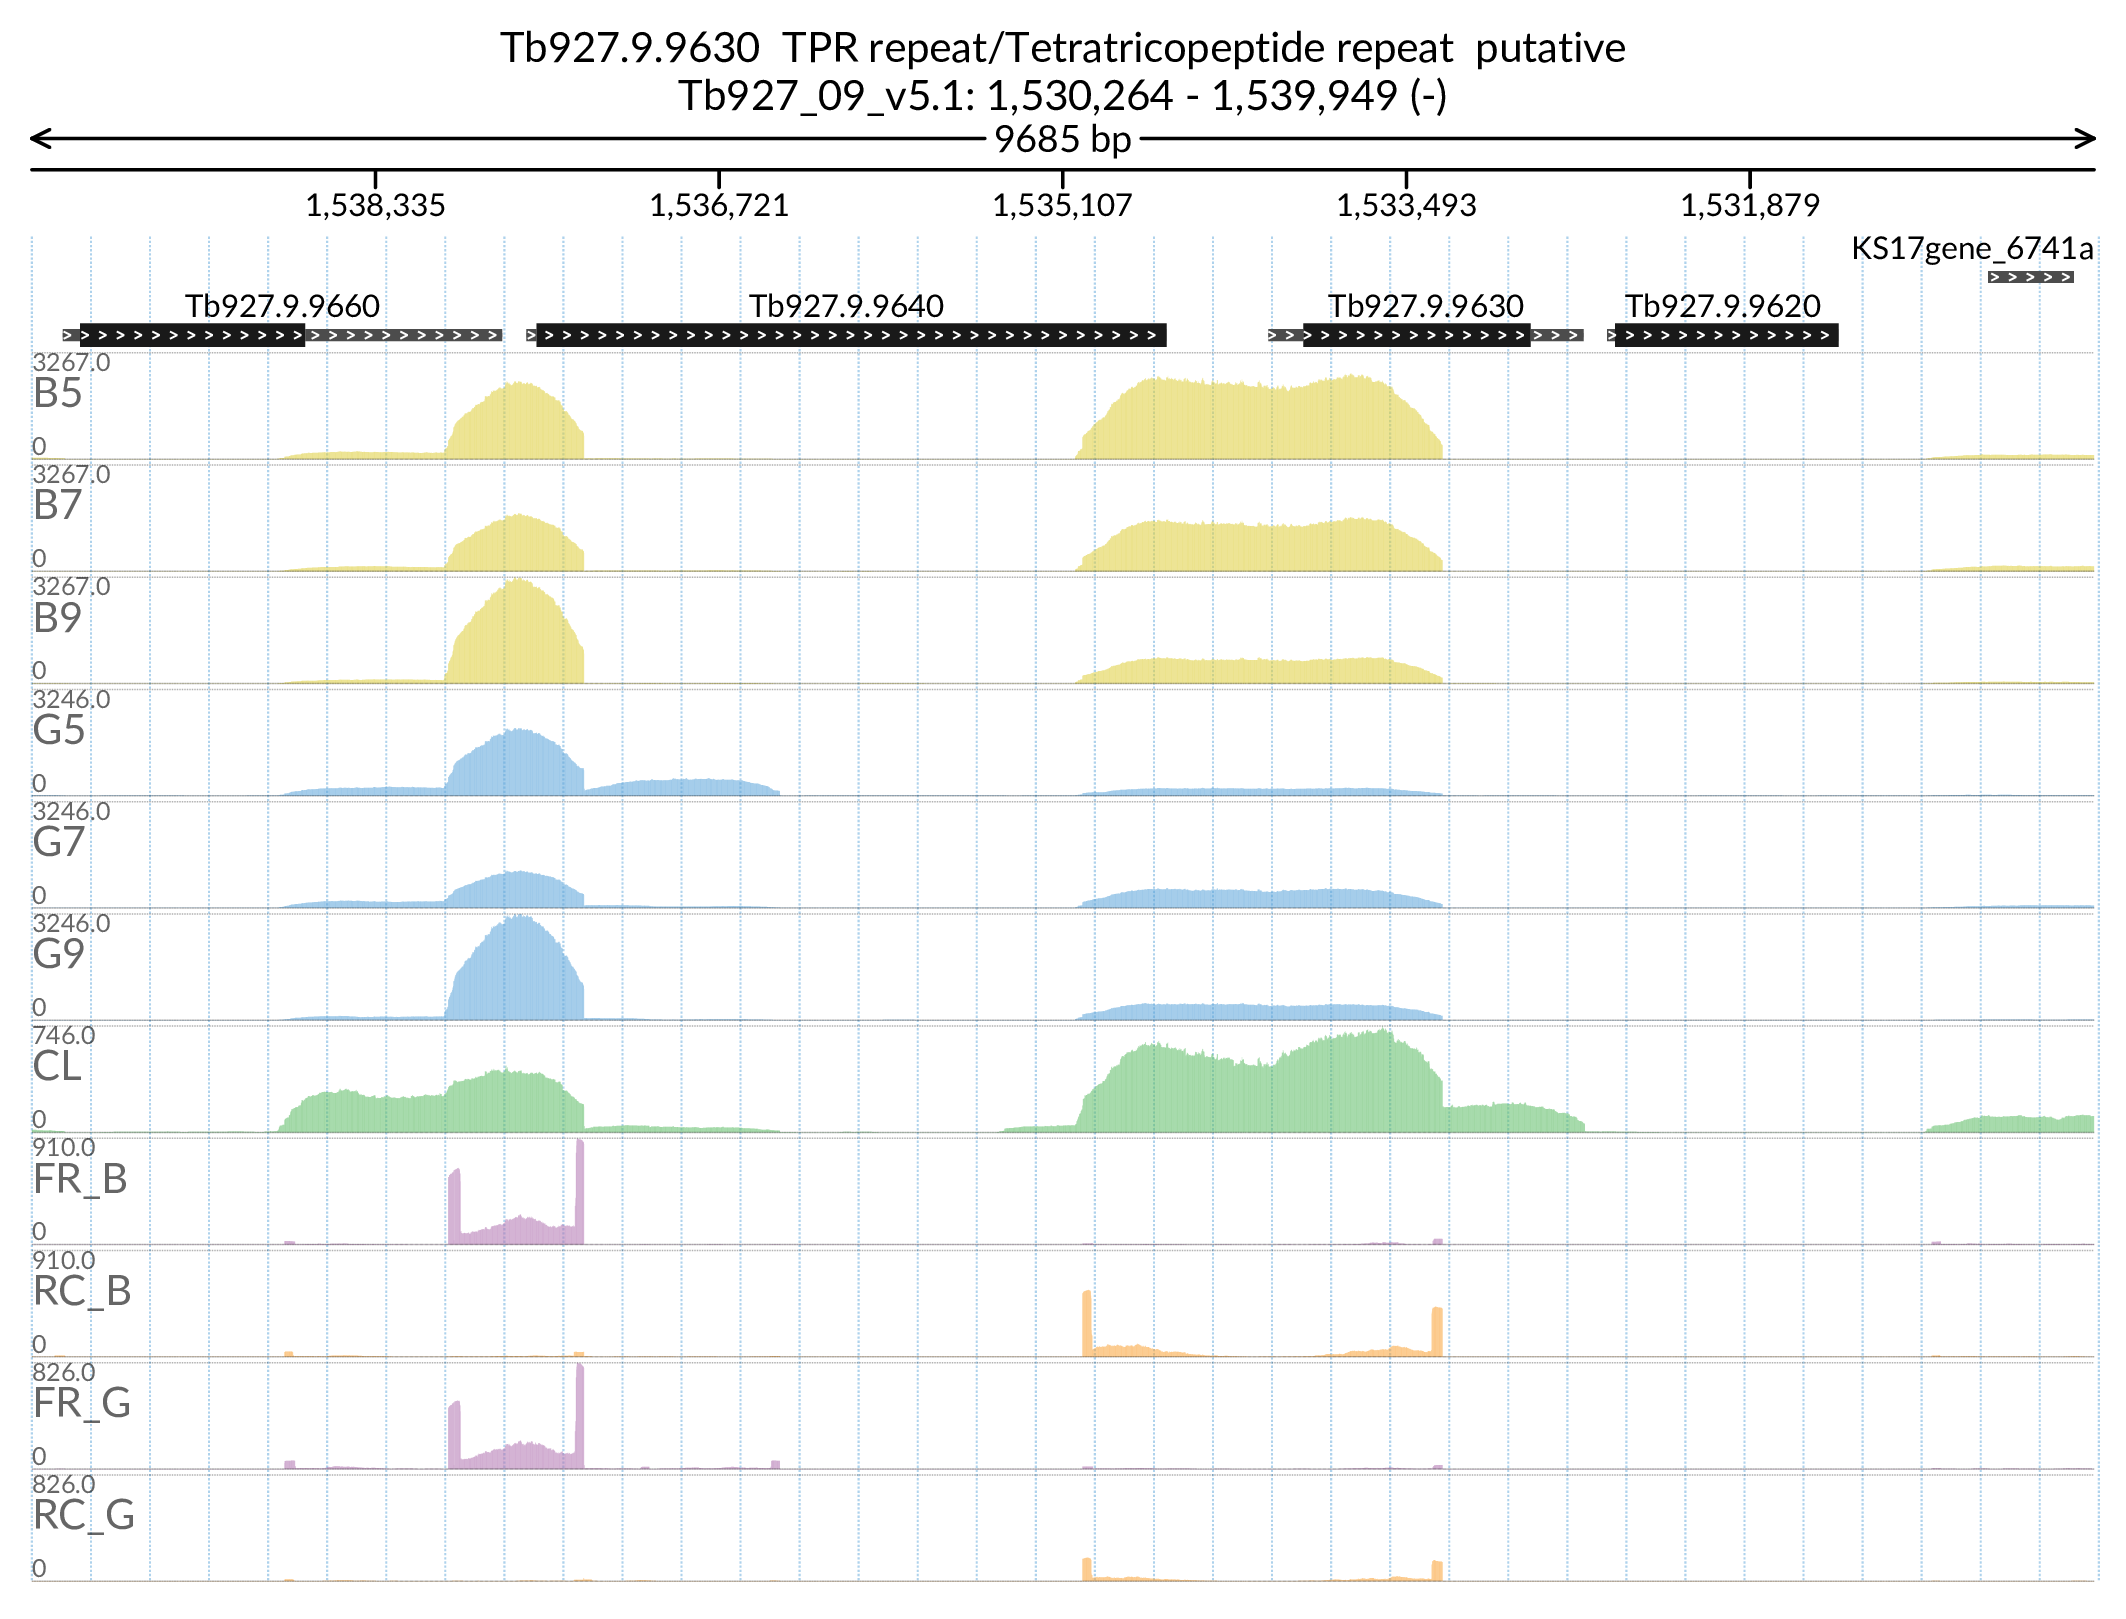 Tb927.9.9630  TPR repeat/Tetratricopeptide repeat  putative
Tb927_09_v5.1: 1,530,264 - 1,539,949 (-)
9685 bp
1,538,335 1,536,721 1,535,107 1,533,493 1,531,879
KS17gene_6741a
Tb927.9.9660 Tb927.9.9640 Tb927.9.9630 Tb927.9.9620
3267.0
B5
0
3267.0
B7
0
3267.0
B9
0
3246.0
G5
0
3246.0
G7
0
3246.0
G9
0
746.0
CL
0
910.0
FR_B
0
910.0
RC_B
0
826.0
FR_G
0
826.0
RC_G
0